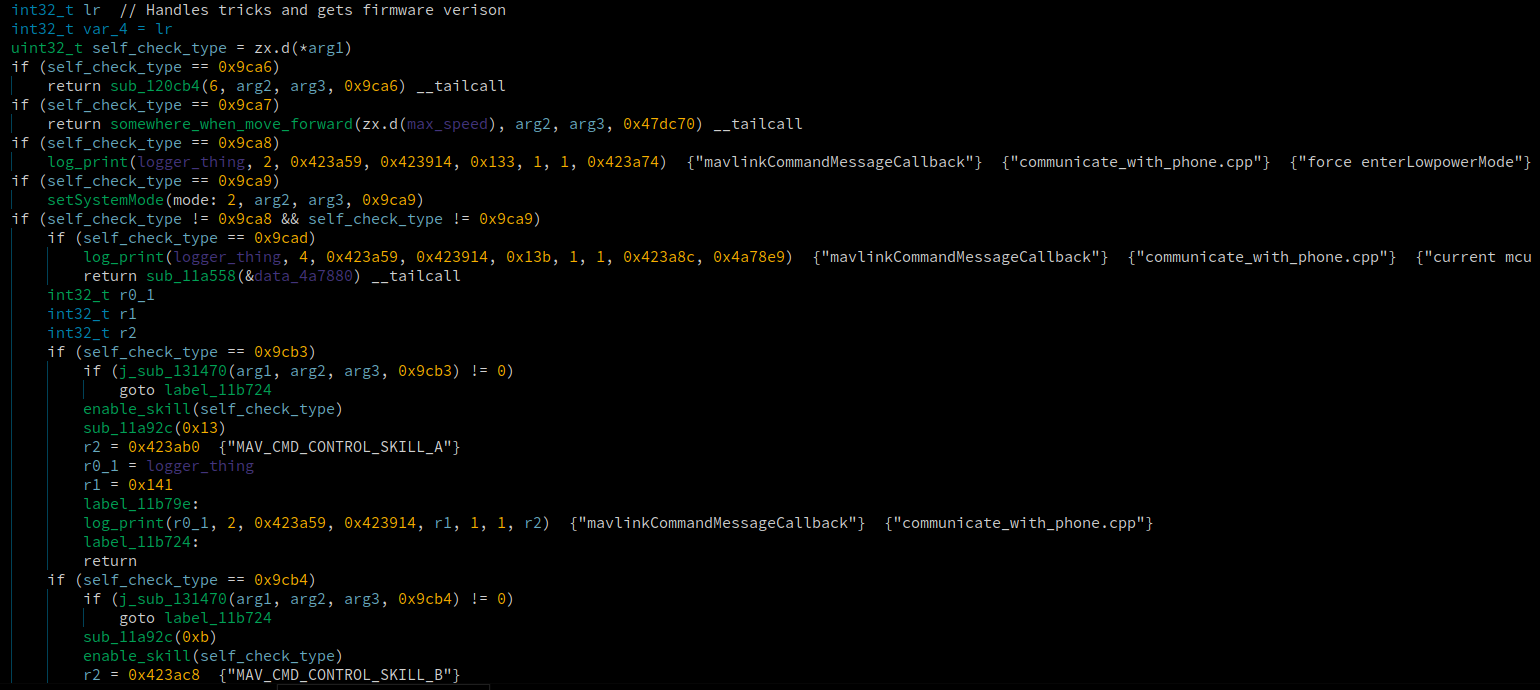 int32_t lr  // Handles tricks and gets firmware verison
int32_t var_4 = lr
uint32_t self_check_type = zx.d(*arg1)
if (self_check_type == 0x9ca6)
    return sub_120cb4(6, arg2, arg3, 0x9ca6) __tailcall
if (self_check_type == 0x9ca7)
    return somewhere_when_move_forward(zx.d(max_speed), arg2, arg3, 0x47dc70) __tailcall
if (self_check_type == 0x9ca8)
    log_print(logger_thing, 2, 0x423a59, 0x423914, 0x133, 1, 1, 0x423a74)  {"mavlinkCommandMessageCallback"}  {"communicate_with_phone.cpp"}  {"force enterLowpowerMode"}
if (self_check_type == 0x9ca9)
    setSystemMode(mode: 2, arg2, arg3, 0x9ca9)
if (self_check_type != 0x9ca8 && self_check_type != 0x9ca9)
    if (self_check_type == 0x9cad)
        log_print(logger_thing, 4, 0x423a59, 0x423914, 0x13b, 1, 1, 0x423a8c, 0x4a78e9)  {"mavlinkCommandMessageCallback"}  {"communicate_with_phone.cpp"}  {"current mcu
        return sub_11a558(&data_4a7880) __tailcall
    int32_t r0_1
    int32_t r1
    int32_t r2
    if (self_check_type == 0x9cb3)
        if (j_sub_131470(arg1, arg2, arg3, 0x9cb3) != 0)
            goto label_11b724
        enable_skill(self_check_type)
        sub_11a92c(0x13)
        r2 = 0x423ab0  {"MAV_CMD_CONTROL_SKILL_A"}
        r0_1 = logger_thing
        r1 = 0x141
        label_11b79e:
        log_print(r0_1, 2, 0x423a59, 0x423914, r1, 1, 1, r2)  {"mavlinkCommandMessageCallback"}  {"communicate_with_phone.cpp"}
        label_11b724:
        return
    if (self_check_type == 0x9cb4)
        if (j_sub_131470(arg1, arg2, arg3, 0x9cb4) != 0)
            goto label_11b724
        sub_11a92c(0xb)
        enable_skill(self_check_type)
        r2 = 0x423ac8  {"MAV_CMD_CONTROL_SKILL_B"}